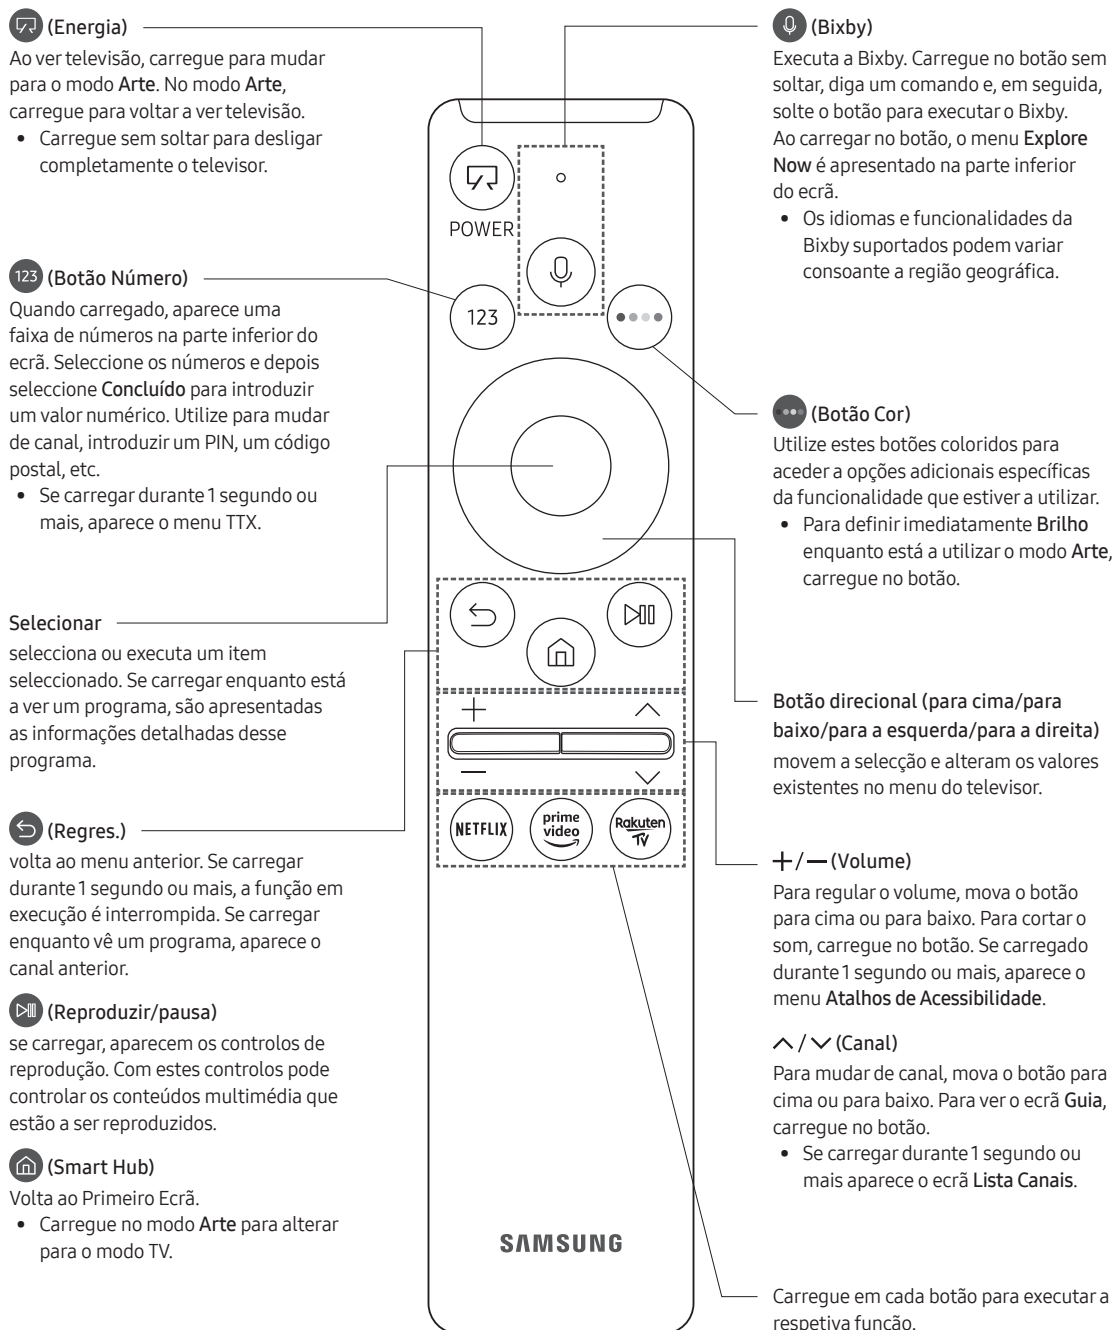 (Energia)
Ao ver televisão, carregue para mudar
para o modo Arte. No modo Arte,
carregue para voltar a ver televisão.
• Carregue sem soltar para desligar
completamente o televisor.
123 (Botão Número)
Quando carregado, aparece uma
faixa de números na parte inferior do
ecrã. Seleccione os números e depois
seleccione Concluído para introduzir
um valor numérico. Utilize para mudar
de canal, introduzir um PIN, um código
postal, etc.
• Se carregar durante 1 segundo ou
mais, aparece o menu TTX.
Selecionar
selecciona ou executa um item
seleccionado. Se carregar enquanto está
a ver um programa, são apresentadas
as informações detalhadas desse
programa.
(Regres.)
volta ao menu anterior. Se carregar
durante 1 segundo ou mais, a função em
execução é interrompida. Se carregar
enquanto vê um programa, aparece o
canal anterior.
(Reproduzir/pausa)
se carregar, aparecem os controlos de
reprodução. Com estes controlos pode
controlar os conteúdos multimédia que
estão a ser reproduzidos.
(Smart Hub)
Volta ao Primeiro Ecrã.
• Carregue no modo Arte para alterar
para o modo TV.
POWER
123
+
—
NETFLIX
prime
video
Rakuten
TV
SAMSUNG
(Bixby)
Executa a Bixby. Carregue no botão sem
soltar, diga um comando e, em seguida,
solte o botão para executar o Bixby.
Ao carregar no botão, o menu Explore
Now é apresentado na parte inferior
do ecrã.
• Os idiomas e funcionalidades da
Bixby suportados podem variar
consoante a região geográfica.
(Botão Cor)
Utilize estes botões coloridos para
aceder a opções adicionais específicas
da funcionalidade que estiver a utilizar.
• Para definir imediatamente Brilho
enquanto está a utilizar o modo Arte,
carregue no botão.
Botão direcional (para cima/para
baixo/para a esquerda/para a direita)
movem a selecção e alteram os valores
existentes no menu do televisor.
+/— (Volume)
Para regular o volume, mova o botão
para cima ou para baixo. Para cortar o
som, carregue no botão. Se carregado
durante 1 segundo ou mais, aparece o
menu Atalhos de Acessibilidade.
/ (Canal)
Para mudar de canal, mova o botão para
cima ou para baixo. Para ver o ecrã Guia,
carregue no botão.
• Se carregar durante 1 segundo ou
mais aparece o ecrã Lista Canais.
Carregue em cada botão para executar a
respetiva função.